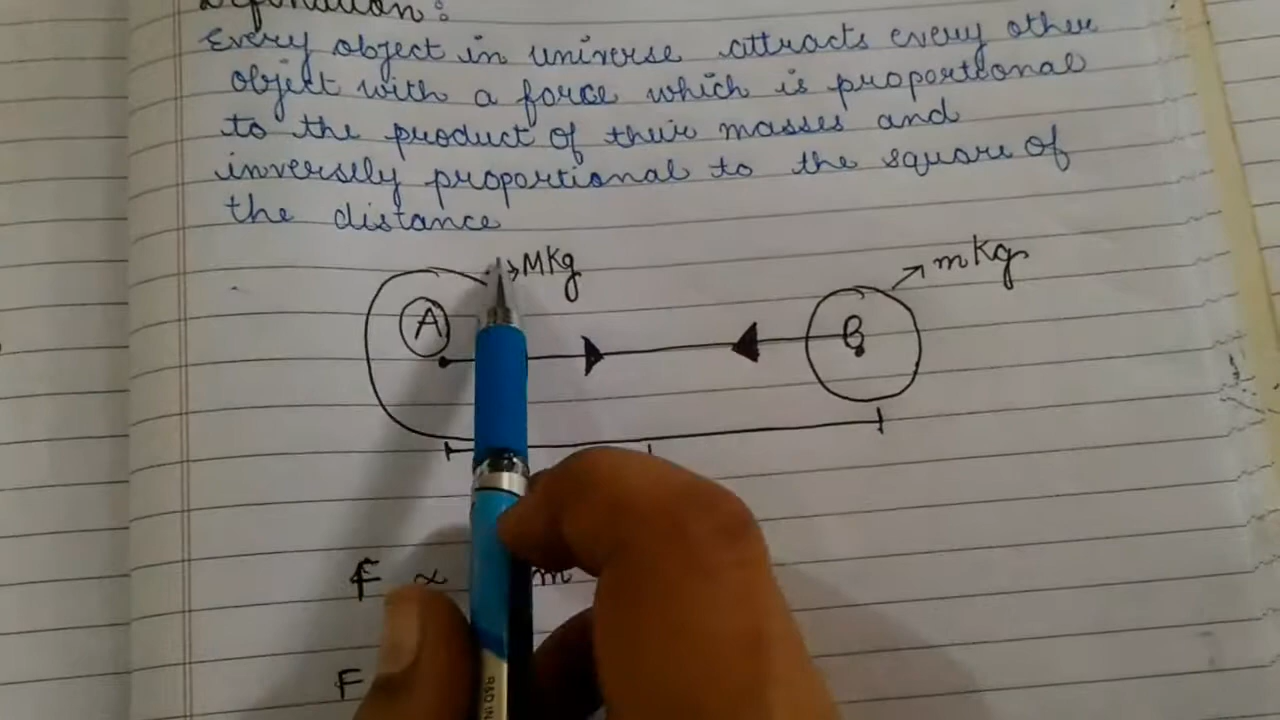 Definition:
Every object in universe attracts every other
object with a force which is proportional
to the product of their masses and
inversely proportional to the square of
the distance
MKg
mKg
A
B
F ∝ m
F